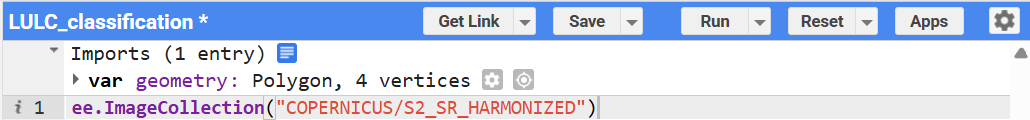 LULC_classification * Get Link Save Run Reset Apps
Imports (1 entry)
var geometry: Polygon, 4 vertices
i 1 ee.ImageCollection("COPERNICUS/S2_SR_HARMONIZED")